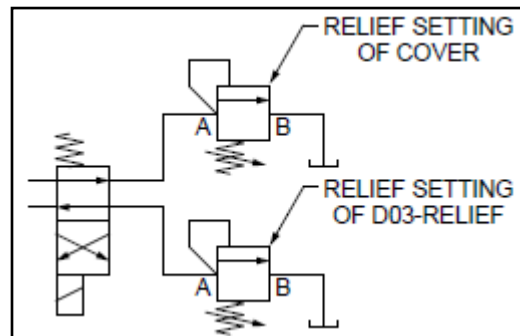 RELIEF SETTING
OF COVER
A
B
RELIEF SETTING
OF D03-RELIEF
A
B